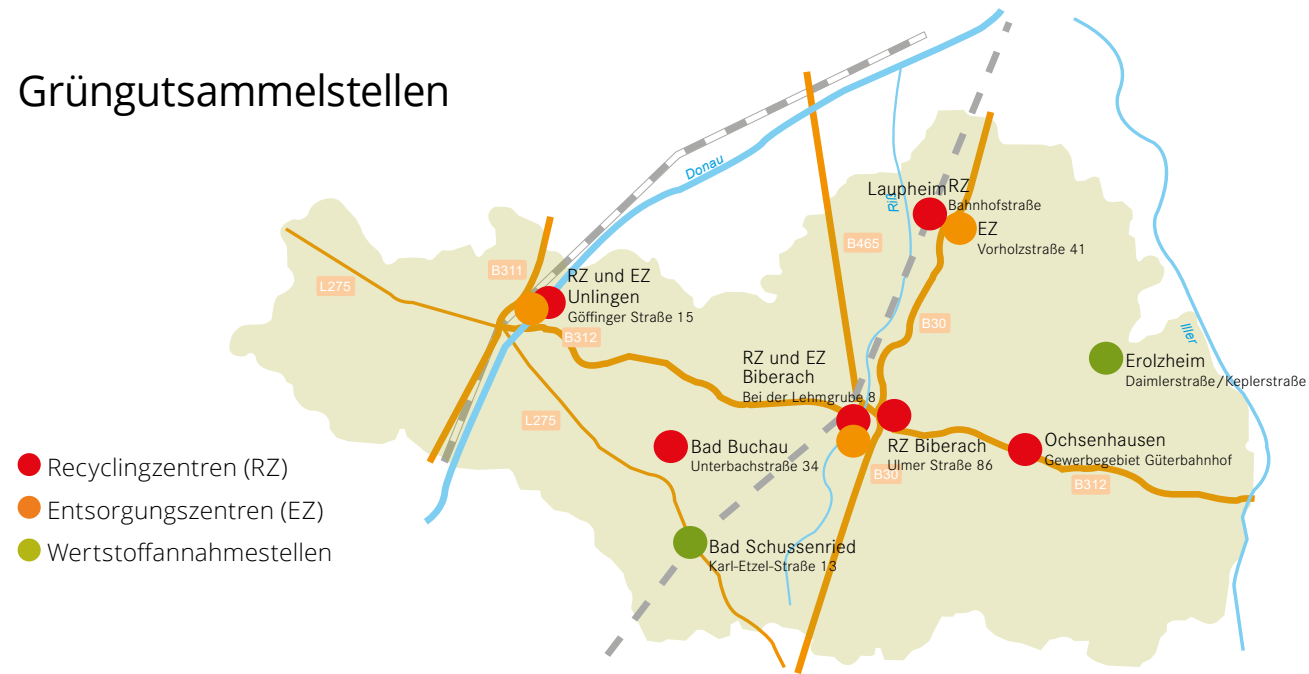 Grüngutsammelstellen
Donau
Riß
Iller
Laupheim RZ
Bahnhofstraße
EZ
Vorholzstraße 41
B465
B311
L275
RZ und EZ
Unlingen
Göffinger Straße 15
B312
B30
RZ und EZ
Biberach
Bei der Lehmgrube 8
Erolzheim
Daimlerstraße/Keplerstraße
L275
Bad Buchau
Unterbachstraße 34
RZ Biberach
Ulmer Straße 86
B30
Ochsenhausen
Gewerbegebiet Güterbahnhof
B312
Bad Schussenried
Karl-Etzel-Straße 13
Recyclingzentren (RZ)
Entsorgungszentren (EZ)
Wertstoffannahmestellen